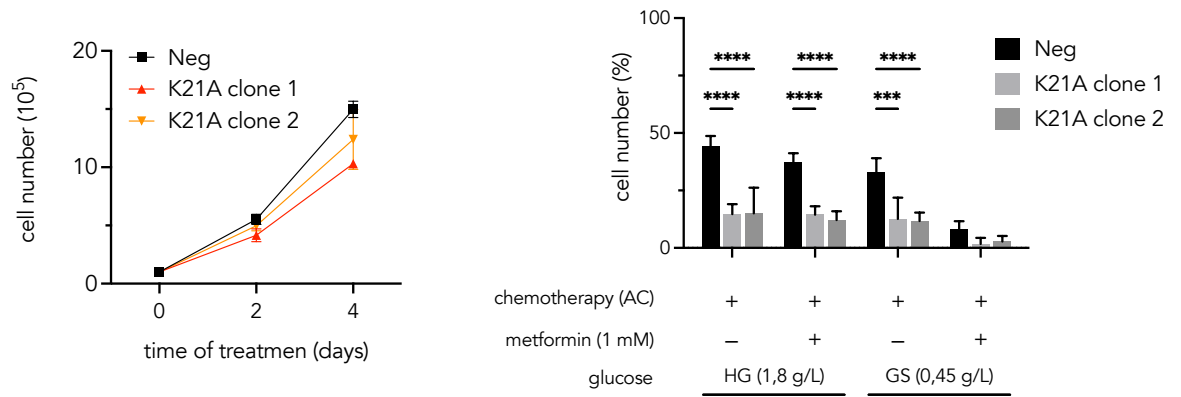 20
10
0
cell number (10⁵)
Neg
K21A clone 1
K21A clone 2
0 2 4
time of treatmen (days)
100
50
0
cell number (%)
**** **** ****
**** **** ***
Neg
K21A clone 1
K21A clone 2
chemotherapy (AC) + + + +
metformin (1 mM) – + – +
glucose HG (1,8 g/L) GS (0,45 g/L)